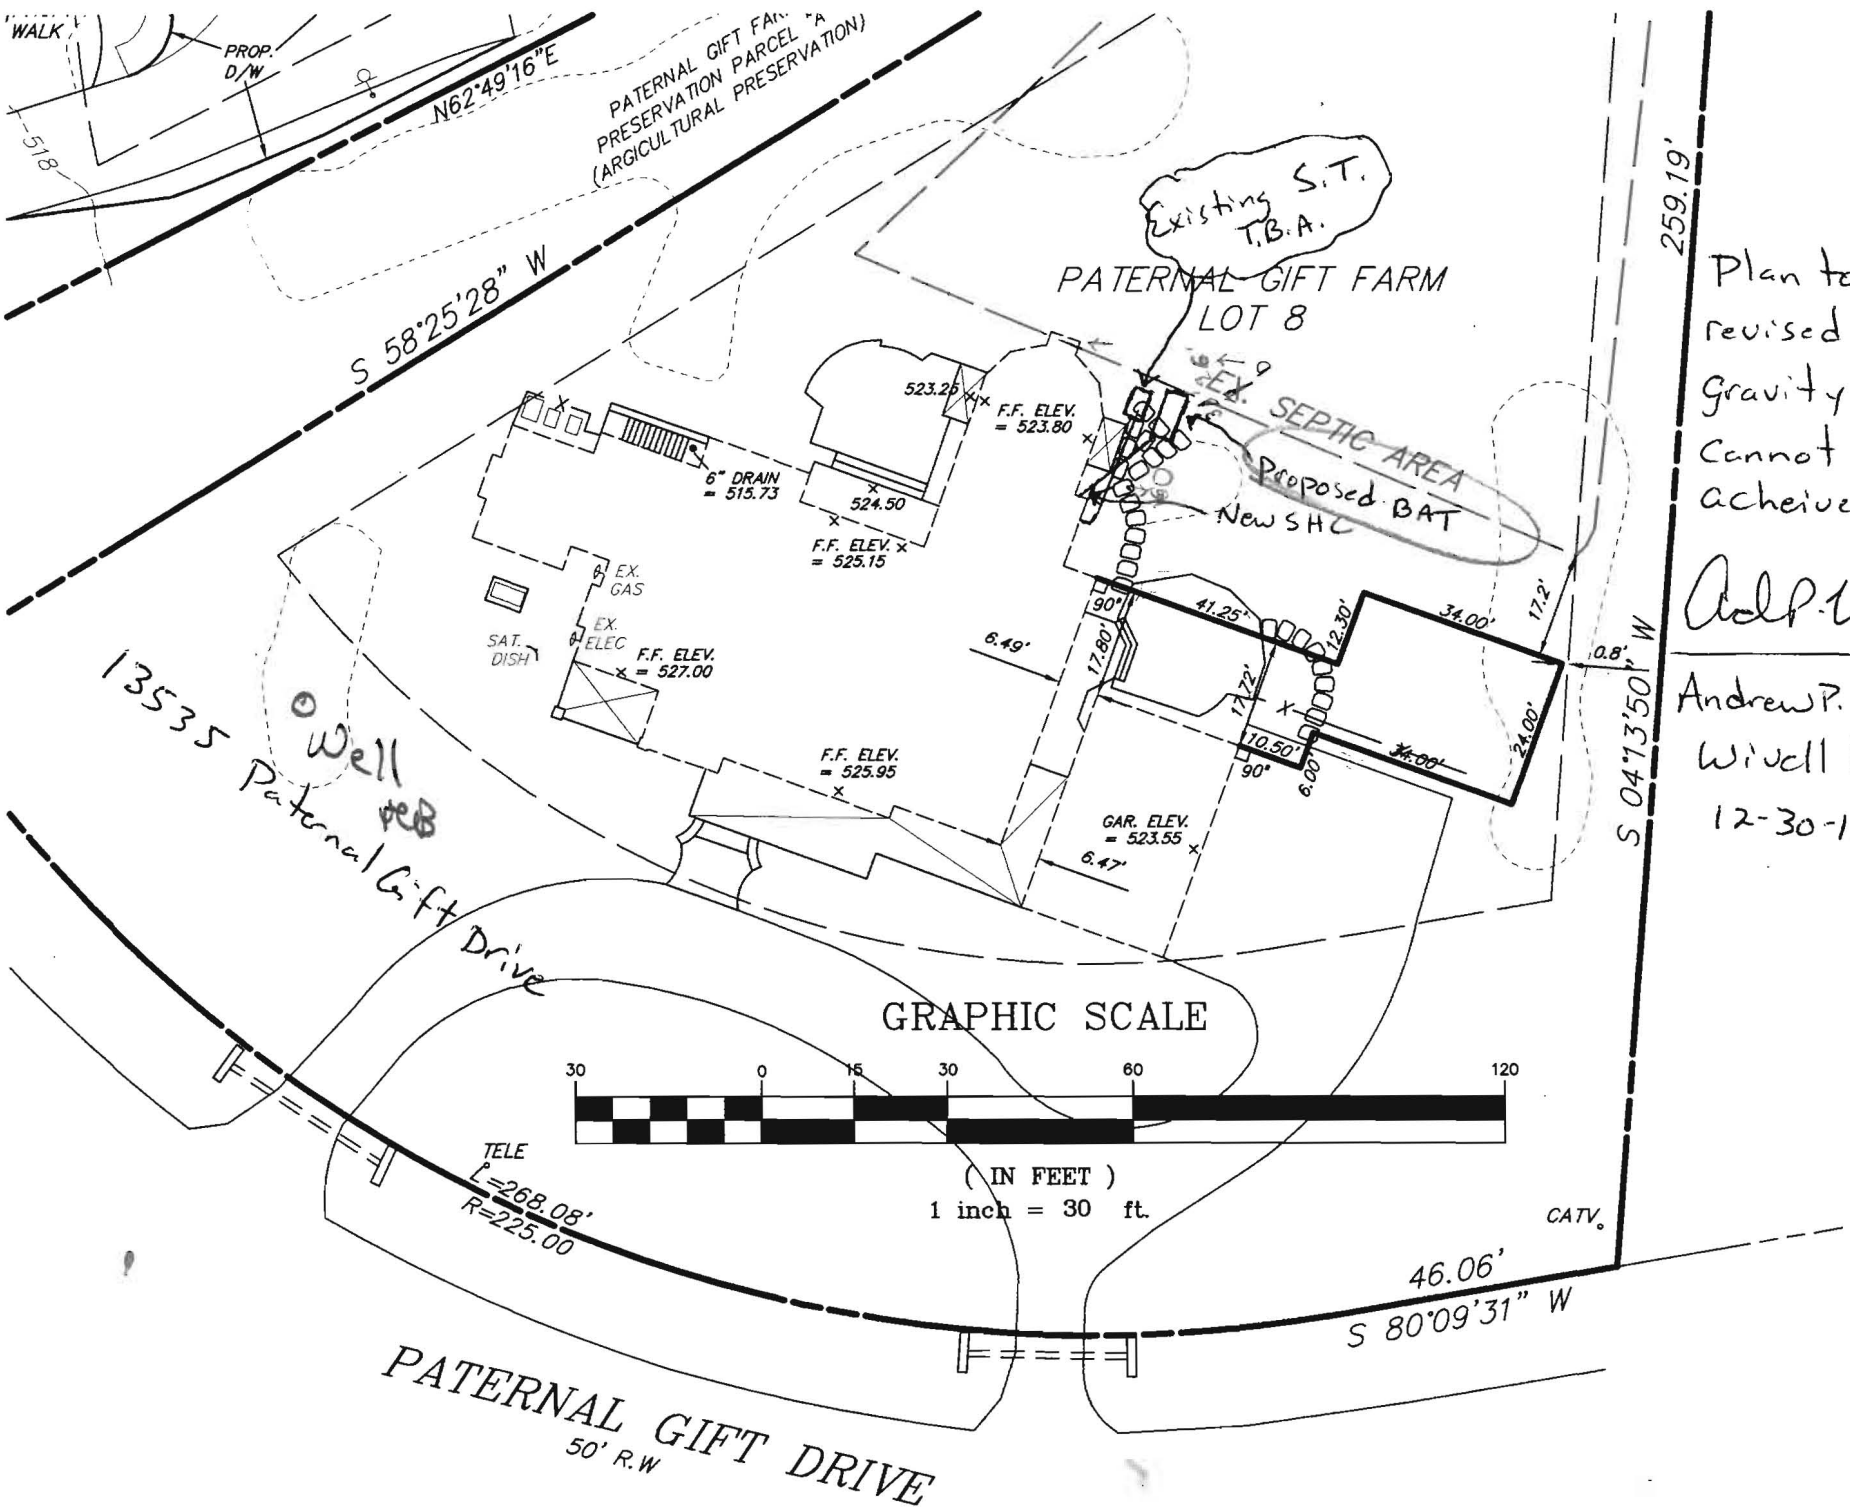 WALK
PROP.
D/W
518
N62°49'16"E
PATERNAL GIFT
PRESERVATION PARCEL "A
(ARGICULTURAL PRESERVATION)
S 58°25'28" W
Existing S.T.
T.B.A.
PATERNAL GIFT FARM
LOT 8
259.19'
Plan to
revised
gravity
cannot
acheive
Andrew P.
Wivell
12-30-1
EX. SEPTIC AREA
Proposed BAT
New SHC
523.25
F.F. ELEV.
= 523.80
6" DRAIN
= 515.73
524.50
F.F. ELEV.
= 525.15
EX.
GAS
EX.
ELEC
SAT.
DISH
F.F. ELEV.
= 527.00
90°
41.25'
12.30'
34.00'
17.2'
0.8'
6.49'
17.80'
17.72'
10.50'
90°
6.00'
34.00'
24.00'
S 04°13'50" W
13535 Paternal Gift Drive
Well
F.F. ELEV.
= 525.95
GAR. ELEV.
= 523.55
6.47'
GRAPHIC SCALE
30 0 15 30 60 120
( IN FEET )
1 inch = 30 ft.
TELE
L=268.08'
R=225.00
CATV
46.06'
S 80°09'31" W
PATERNAL GIFT DRIVE
50' R.W